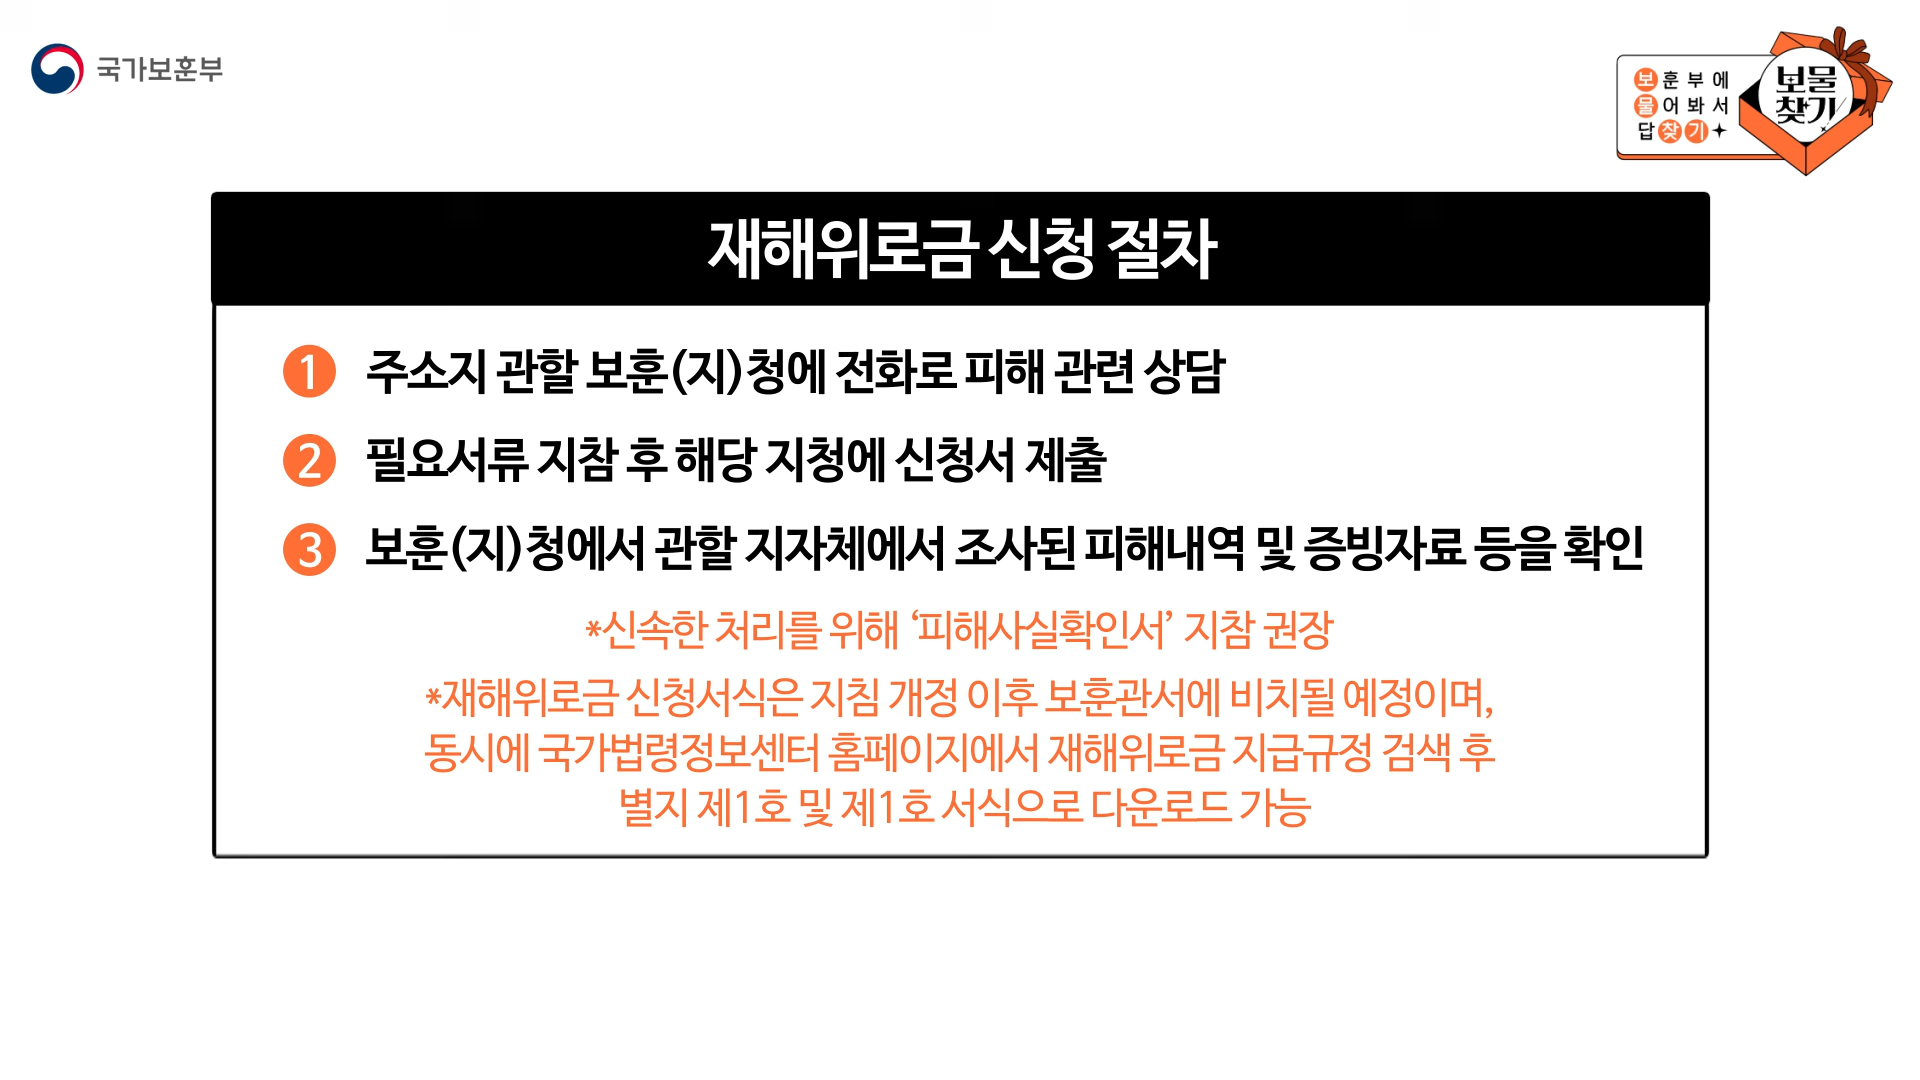 국가보훈부
보훈부에
물어봐서
답찾기
보물
찾기
재해위로금 신청 절차
1 주소지 관할 보훈(지)청에 전화로 피해 관련 상담
2 필요서류 지참 후 해당 지청에 신청서 제출
3 보훈(지)청에서 관할 지자체에서 조사된 피해내역 및 증빙자료 등을 확인
*신속한 처리를 위해 ‘피해사실확인서’ 지참 권장
*재해위로금 신청서식은 지침 개정 이후 보훈관서에 비치될 예정이며,
동시에 국가법령정보센터 홈페이지에서 재해위로금 지급규정 검색 후
별지 제1호 및 제1호 서식으로 다운로드 가능